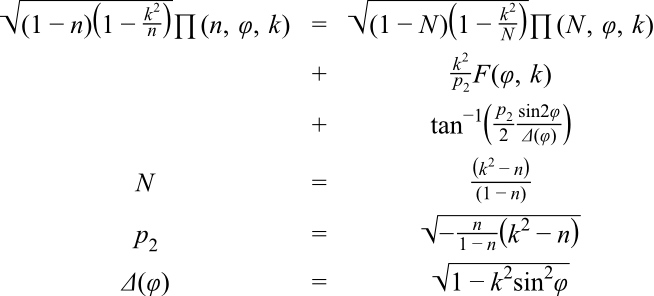 √((1 − n)(1 − k²/n)) ∏ (n, φ, k) = √((1 − N)(1 − k²/N)) ∏ (N, φ, k)
+ k²/p₂ F(φ, k)
+ tan⁻¹(p₂/2 sin2φ/Δ(φ))
N = (k² − n)/(1 − n)
p₂ = √(−n/(1 − n) (k² − n))
Δ(φ) = √(1 − k²sin²φ)